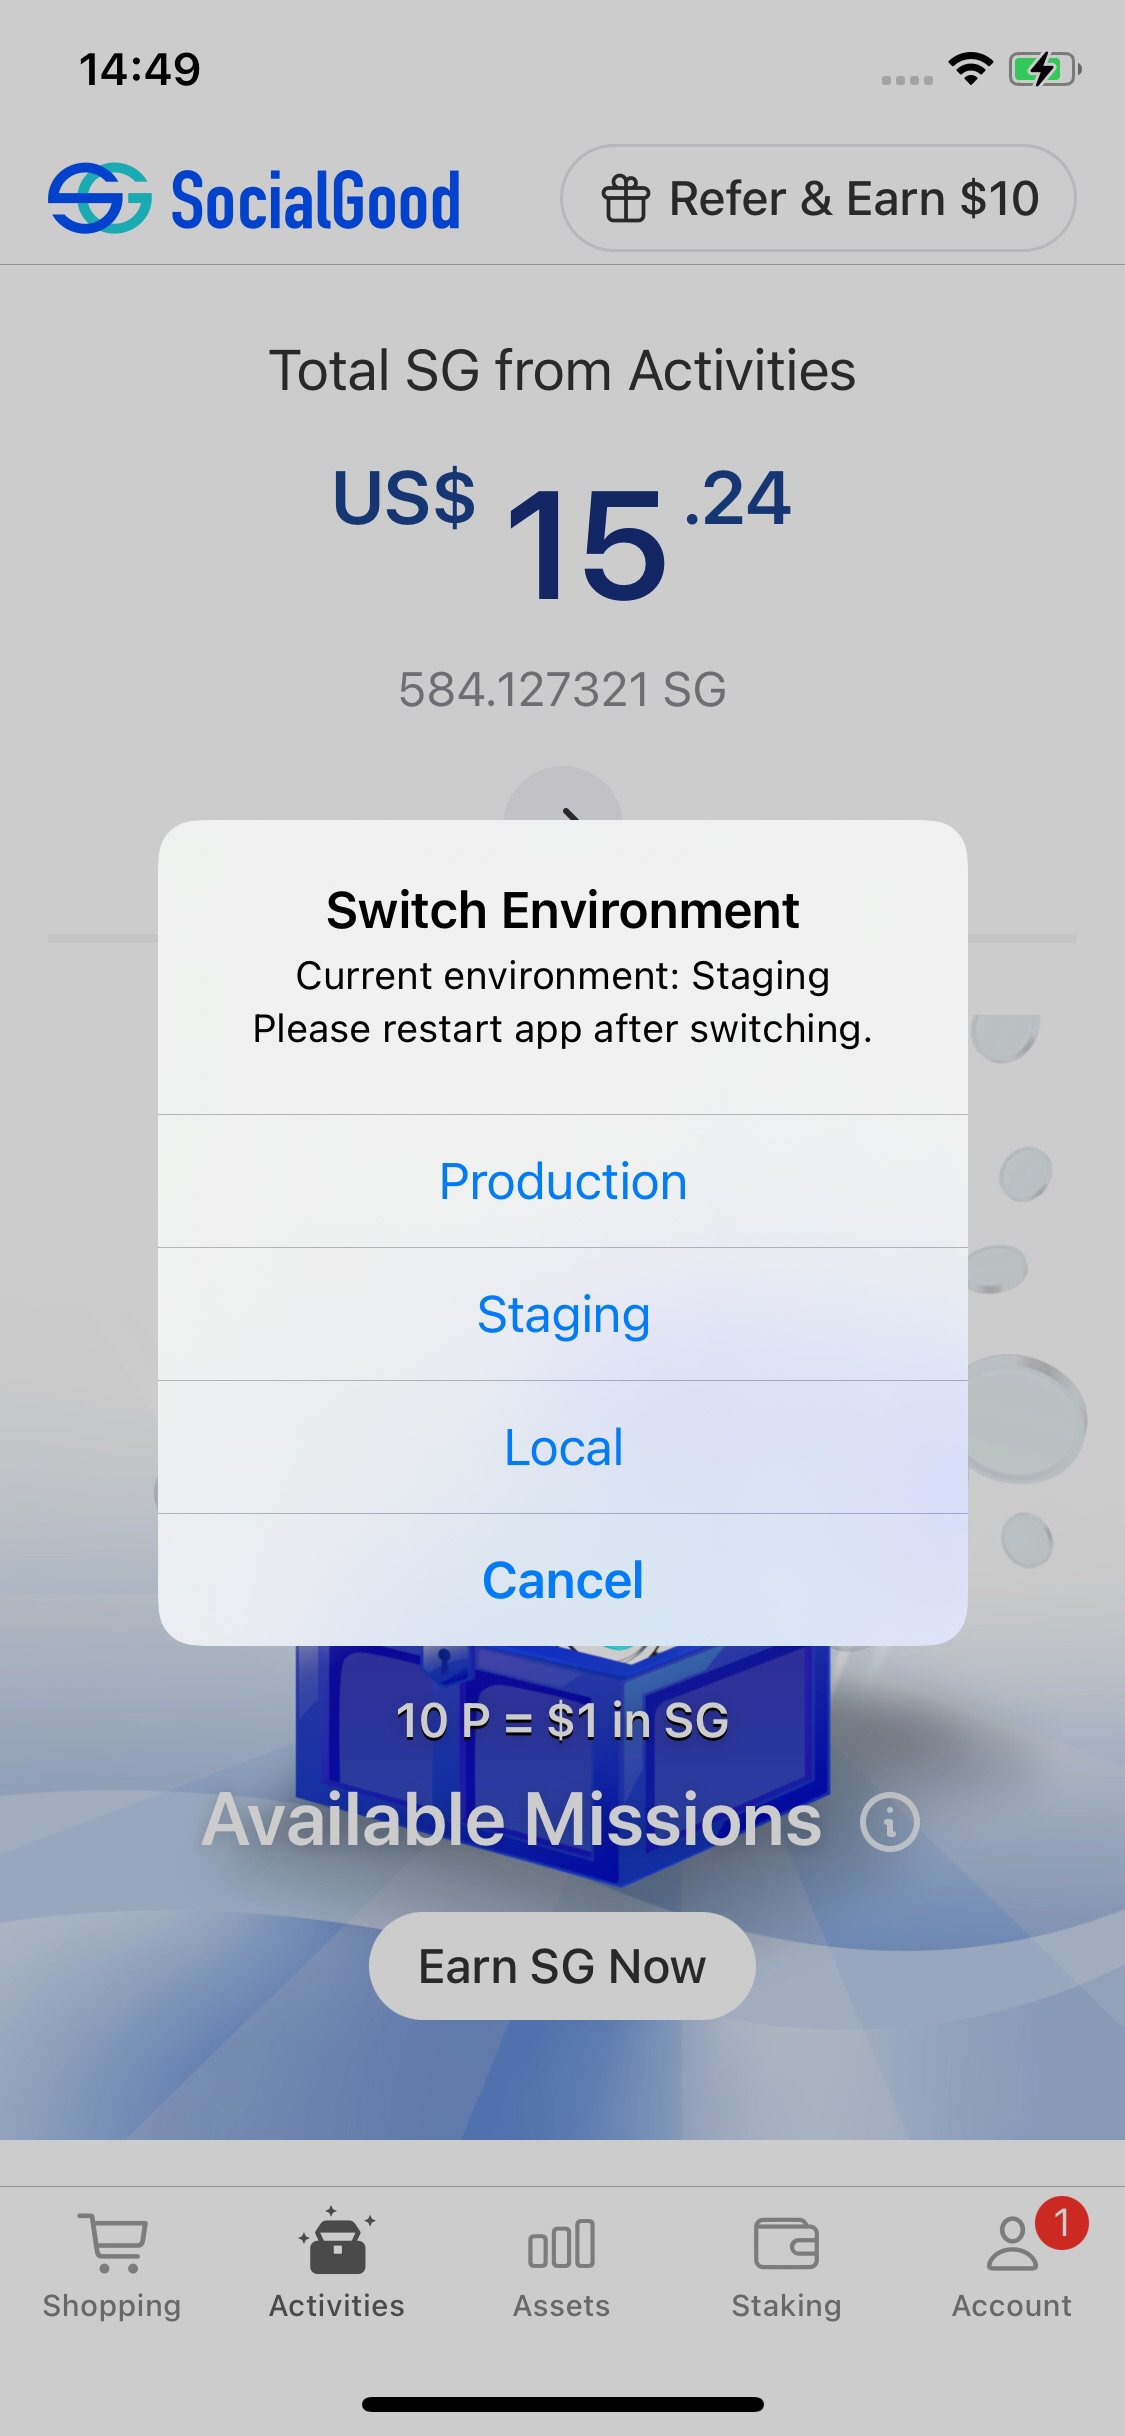 14:49
SocialGood
Refer & Earn $10
Total SG from Activities
US$ 15.24
584.127321 SG
Switch Environment
Current environment: Staging
Please restart app after switching.
Production
Staging
Local
Cancel
10 P = $1 in SG
Available Missions
Earn SG Now
1
Shopping
Activities
Assets
Staking
Account